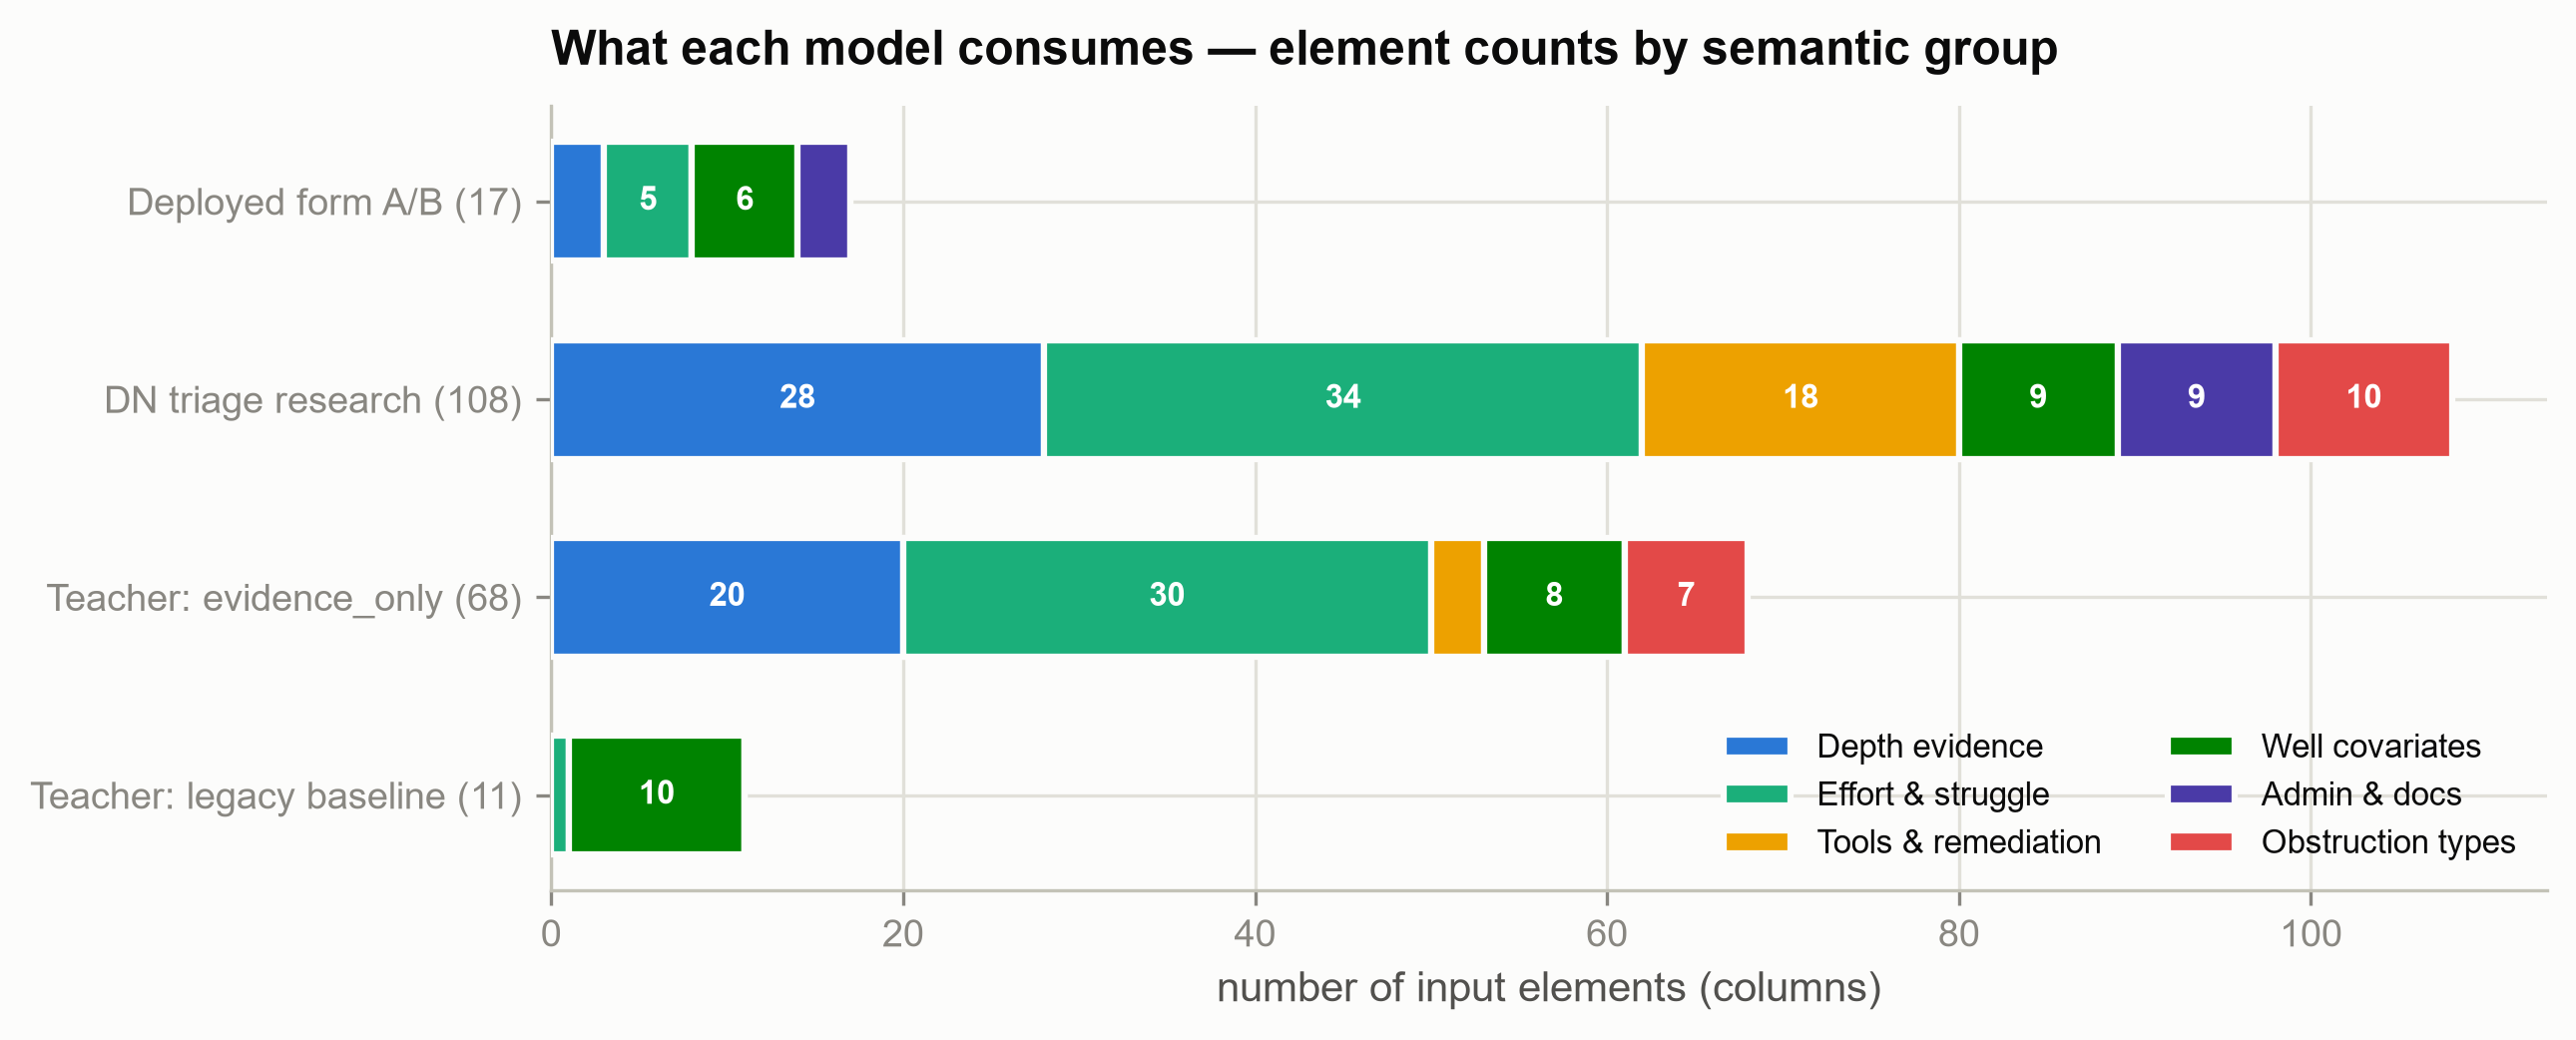 What each model consumes — element counts by semantic group
Deployed form A/B (17)
5
6
DN triage research (108)
28
34
18
9
9
10
Teacher: evidence_only (68)
20
30
8
7
Teacher: legacy baseline (11)
10
Depth evidence
Effort & struggle
Tools & remediation
Well covariates
Admin & docs
Obstruction types
0
20
40
60
80
100
number of input elements (columns)